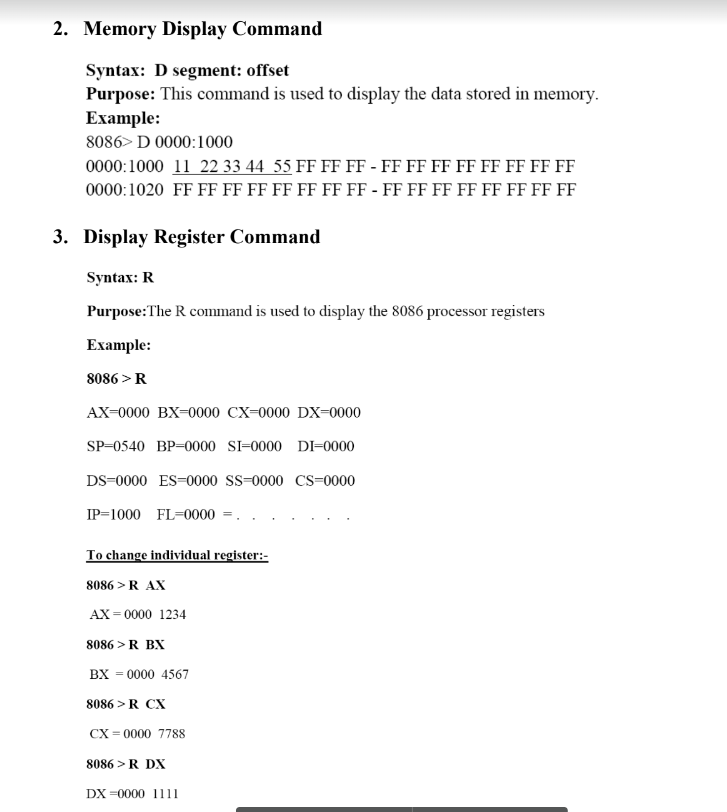 2. Memory Display Command
Syntax: D segment: offset
Purpose: This command is used to display the data stored in memory.
Example:
8086> D 0000:1000
0000:1000 11 22 33 44 55 FF FF FF - FF FF FF FF FF FF FF FF
0000:1020 FF FF FF FF FF FF FF FF - FF FF FF FF FF FF FF FF
3. Display Register Command
Syntax: R
Purpose:The R command is used to display the 8086 processor registers
Example:
8086 > R
AX=0000 BX=0000 CX=0000 DX=0000
SP=0540 BP=0000 SI=0000 DI=0000
DS=0000 ES=0000 SS=0000 CS=0000
IP=1000 FL=0000 = . . . . . . .
To change individual register:-
8086 > R AX
AX = 0000 1234
8086 > R BX
BX = 0000 4567
8086 > R CX
CX = 0000 7788
8086 > R DX
DX =0000 1111